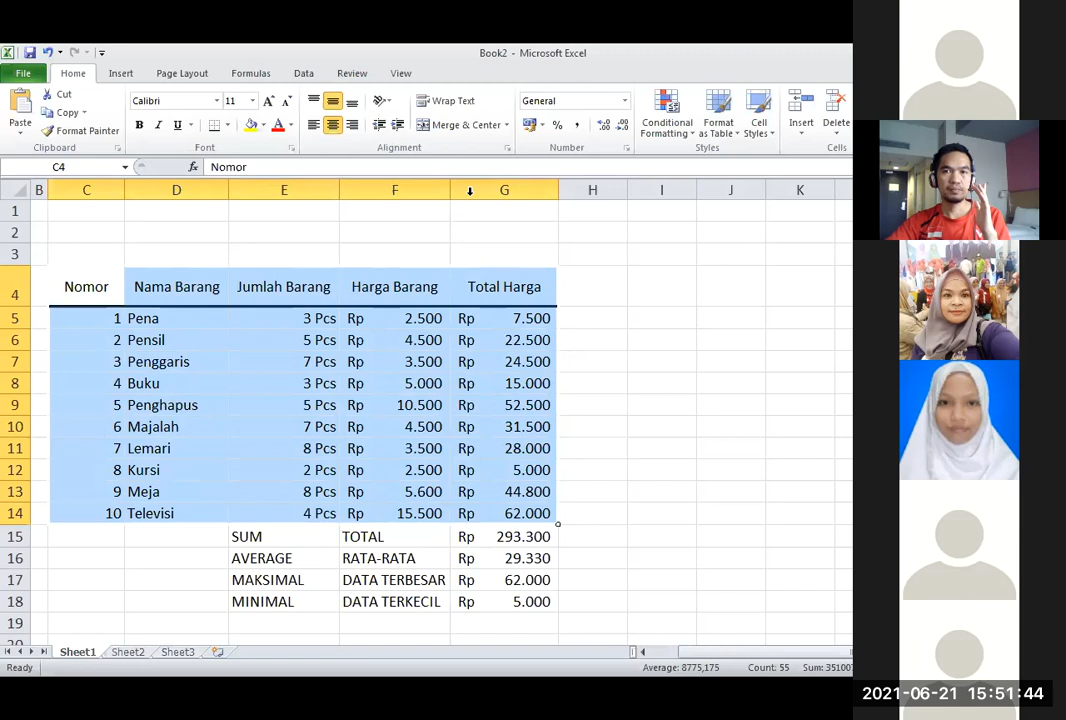 Book2 - Microsoft Excel
File Home Insert Page Layout Formulas Data Review View
Cut
Copy
Format Painter
Paste
Clipboard
Calibri 11
B I U
Font
Wrap Text
Merge & Center
Alignment
General
%
Number
Conditional Formatting
Format as Table
Cell Styles
Styles
Insert Delete
Cells
C4 fx Nomor
B C D E F G H I J K
1
2
3
4 Nomor Nama Barang Jumlah Barang Harga Barang Total Harga
5 1 Pena 3 Pcs Rp 2.500 Rp 7.500
6 2 Pensil 5 Pcs Rp 4.500 Rp 22.500
7 3 Penggaris 7 Pcs Rp 3.500 Rp 24.500
8 4 Buku 3 Pcs Rp 5.000 Rp 15.000
9 5 Penghapus 5 Pcs Rp 10.500 Rp 52.500
10 6 Majalah 7 Pcs Rp 4.500 Rp 31.500
11 7 Lemari 8 Pcs Rp 3.500 Rp 28.000
12 8 Kursi 2 Pcs Rp 2.500 Rp 5.000
13 9 Meja 8 Pcs Rp 5.600 Rp 44.800
14 10 Televisi 4 Pcs Rp 15.500 Rp 62.000
15 SUM TOTAL Rp 293.300
16 AVERAGE RATA-RATA Rp 29.330
17 MAKSIMAL DATA TERBESAR Rp 62.000
18 MINIMAL DATA TERKECIL Rp 5.000
19
Sheet1 Sheet2 Sheet3
Ready Average: 8775,175 Count: 55 Sum: 351007
2021-06-21 15:51:44